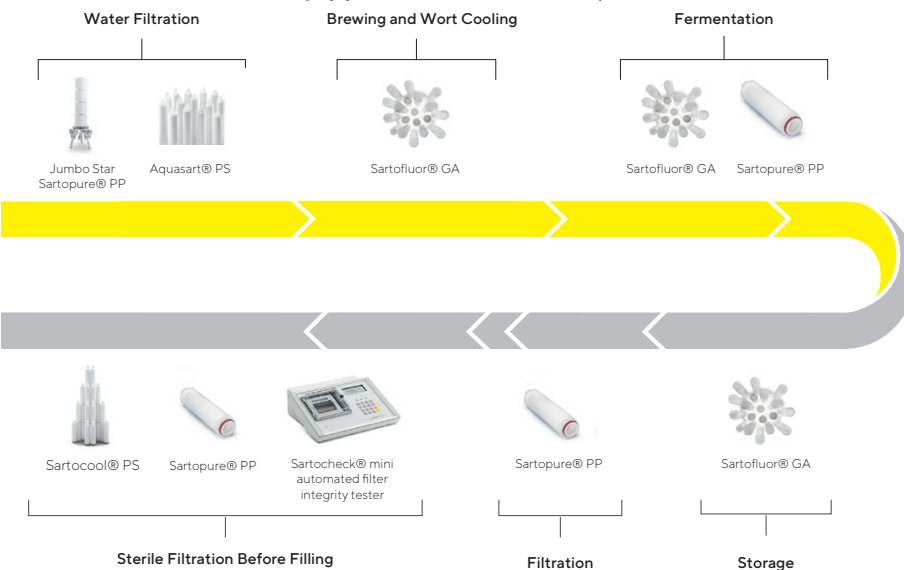 Water Filtration
Brewing and Wort Cooling
Fermentation
Jumbo Star
Sartopure® PP
Aquasart® PS
Sartofluor® GA
Sartofluor® GA
Sartopure® PP
Sartocool® PS
Sartopure® PP
Sartocheck® mini
automated filter
integrity tester
Sartopure® PP
Sartofluor® GA
Sterile Filtration Before Filling
Filtration
Storage